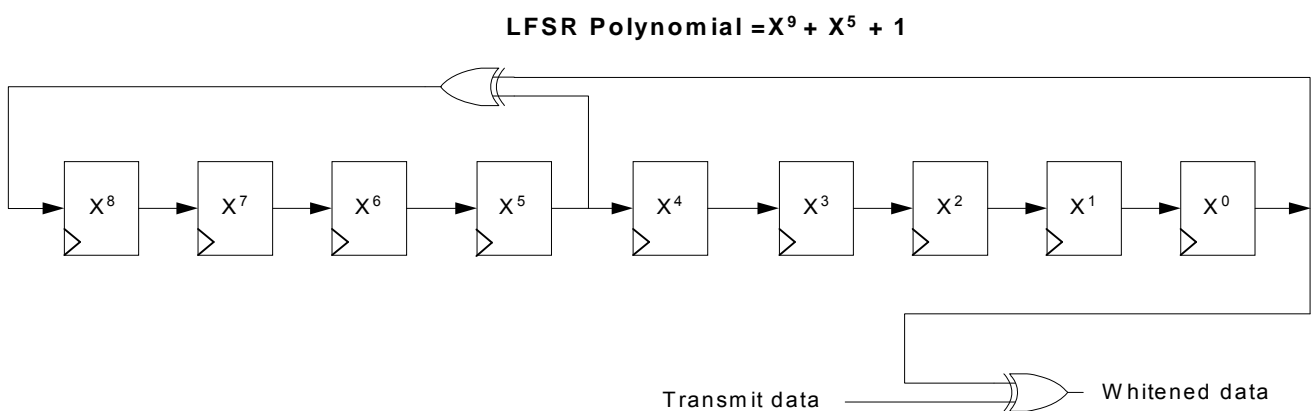 LFSR Polynomial =X⁹ + X⁵ + 1
X⁸ X⁷ X⁶ X⁵ X⁴ X³ X² X¹ X⁰
Transmit data
Whitened data